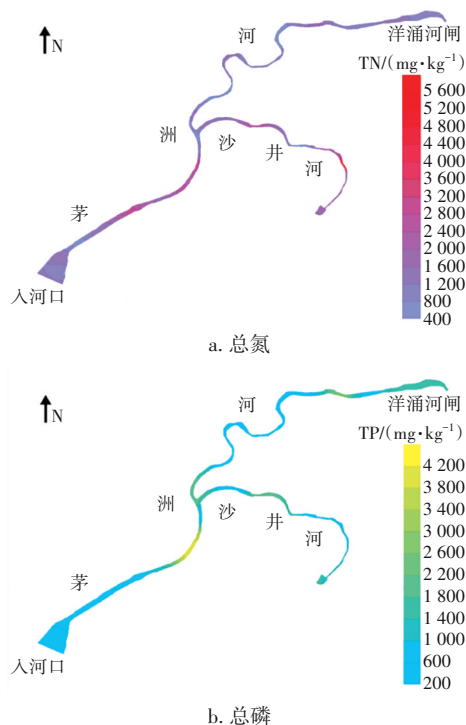 N
河
洋涌河闸
TN/(mg·kg⁻¹)
5 600
4 800
4 400
4 000
3 600
3 200
2 800
2 400
2 000
1 600
1 200
800
400
洲
沙
井
河
茅
入河口
a. 总氮
N
河
洋涌河闸
TP/(mg·kg⁻¹)
4 200
3 800
3 400
3 000
2 600
2 200
1 800
1 400
1 000
600
200
洲
沙
井
河
茅
入河口
b. 总磷